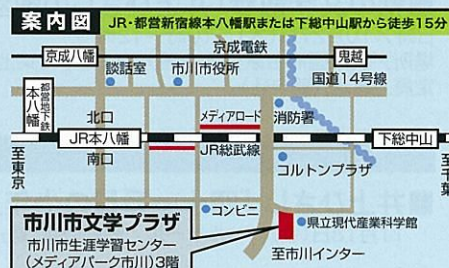 案内図 JR・都営新宿線本八幡駅または下総中山駅から徒歩15分
京成八幡
京成電鉄
鬼越
談話室
市川市役所
国道14号線
都営地下鉄
本八幡
北口
メディアロード
消防署
JR本八幡
下総中山
至東京
南口
JR総武線
至千葉
コルトンプラザ
コンビニ
県立現代産業科学館
市川市文学プラザ
市川市生涯学習センター
(メディアパーク市川)3階
至市川インター